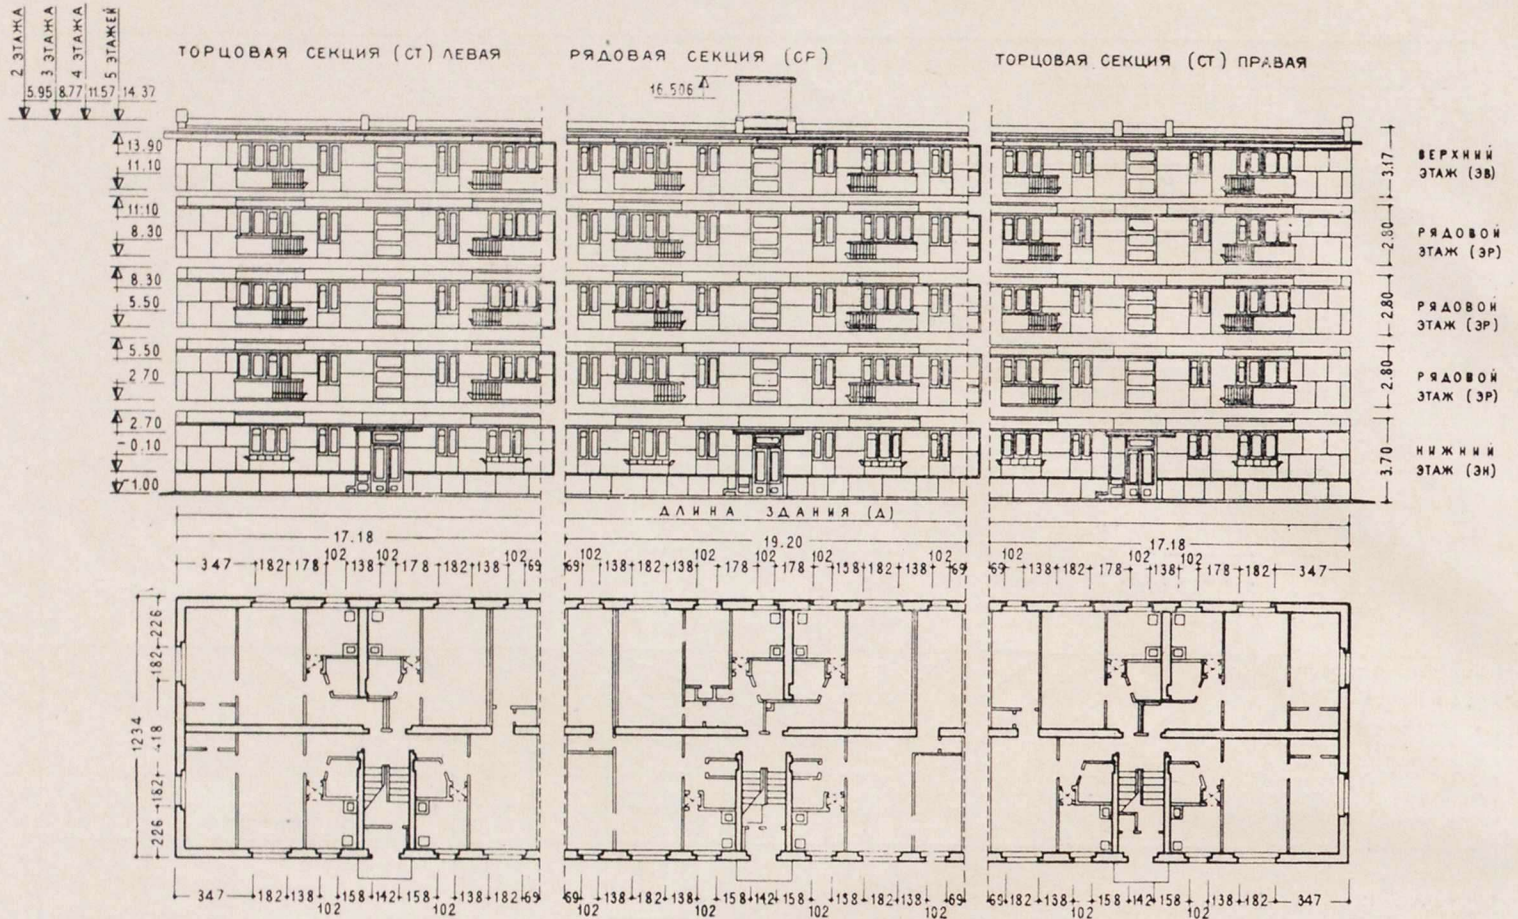 2 ЭТАЖА
3 ЭТАЖА
4 ЭТАЖА
5 ЭТАЖЕЙ
5.95 8.77 11.57 14.37
ТОРЦОВАЯ СЕКЦИЯ (СТ) ЛЕВАЯ
РЯДОВАЯ СЕКЦИЯ (СР)
ТОРЦОВАЯ СЕКЦИЯ (СТ) ПРАВАЯ
16.506
13.90
11.10
11.10
8.30
8.30
5.50
5.50
2.70
2.70
-0.10
-1.00
3.17
2.80
2.80
2.80
3.70
ВЕРХНИЙ
ЭТАЖ (ЭВ)
РЯДОВОЙ
ЭТАЖ (ЭР)
РЯДОВОЙ
ЭТАЖ (ЭР)
РЯДОВОЙ
ЭТАЖ (ЭР)
НИЖНИЙ
ЭТАЖ (ЭН)
ДЛИНА ЗДАНИЯ (Д)
17.18
19.20
17.18
347 182 178 102 138 102 178 182 138 102 69
69 102 138 182 138 102 178 102 178 102 138 182 138 102 69
69 102 138 182 178 102 138 102 178 182 347
1234
226 182 418 182 226
347 182 138 102 158 142 158 102 138 182 69
69 102 138 182 138 102 158 142 158 102 138 182 138 102 69
69 182 138 102 158 142 158 102 138 182 347